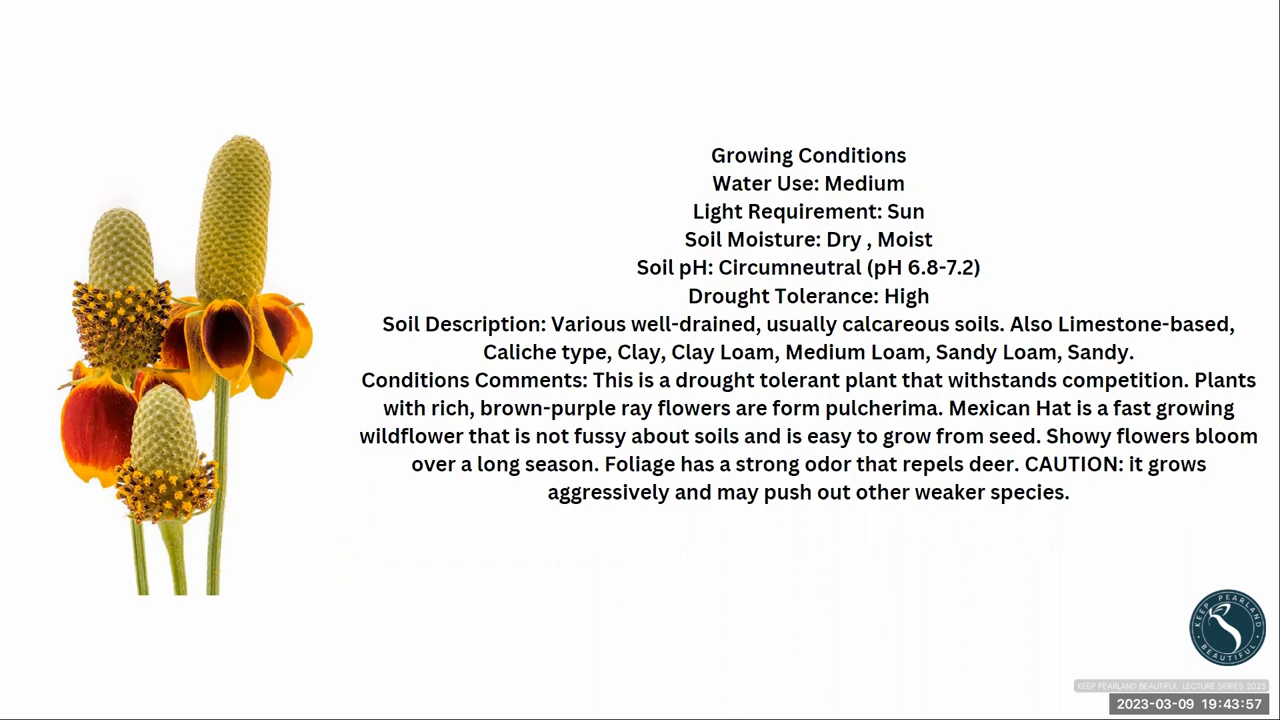 Growing Conditions
Water Use: Medium
Light Requirement: Sun
Soil Moisture: Dry , Moist
Soil pH: Circumneutral (pH 6.8-7.2)
Drought Tolerance: High
Soil Description: Various well-drained, usually calcareous soils. Also Limestone-based,
Caliche type, Clay, Clay Loam, Medium Loam, Sandy Loam, Sandy.
Conditions Comments: This is a drought tolerant plant that withstands competition. Plants
with rich, brown-purple ray flowers are form pulcherima. Mexican Hat is a fast growing
wildflower that is not fussy about soils and is easy to grow from seed. Showy flowers bloom
over a long season. Foliage has a strong odor that repels deer. CAUTION: it grows
aggressively and may push out other weaker species.
KEEP PEARLAND
BEAUTIFUL
KEEP PEARLAND BEAUTIFUL LECTURE SERIES 2023
2023-03-09 19:43:57